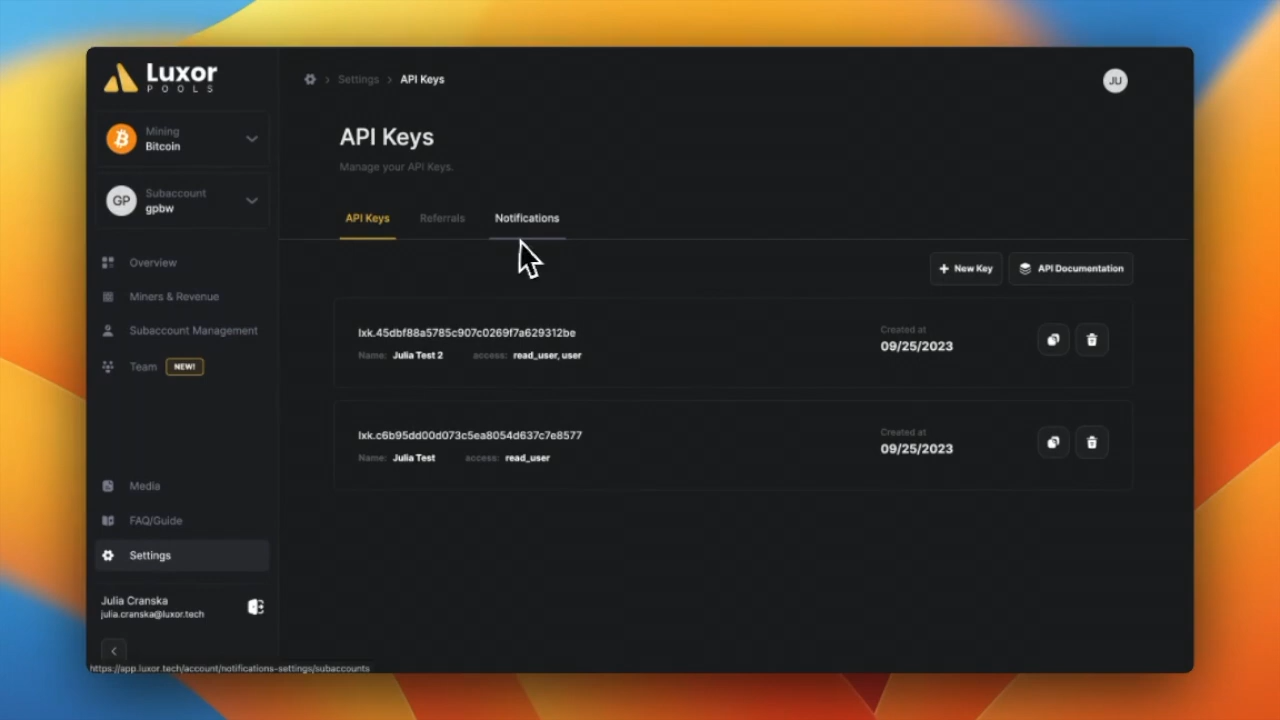 Luxor
POOLS
Mining
Bitcoin
GP
Subaccount
gpbw
Overview
Miners & Revenue
Subaccount Management
Team NEW!
Media
FAQ/Guide
Settings
Julia Cranska
julia.cranska@luxor.tech
https://app.luxor.tech/account/notifications-settings/subaccounts
Settings API Keys
JU
API Keys
Manage your API Keys.
API Keys Referrals Notifications
New Key API Documentation
lxk.45dbf88a5785c907c0269f7a629312be
Name: Julia Test 2 access: read_user, user
Created at
09/25/2023
lxk.c6b95dd00d073c5ea8054d637c7e8577
Name: Julia Test access: read_user
Created at
09/25/2023